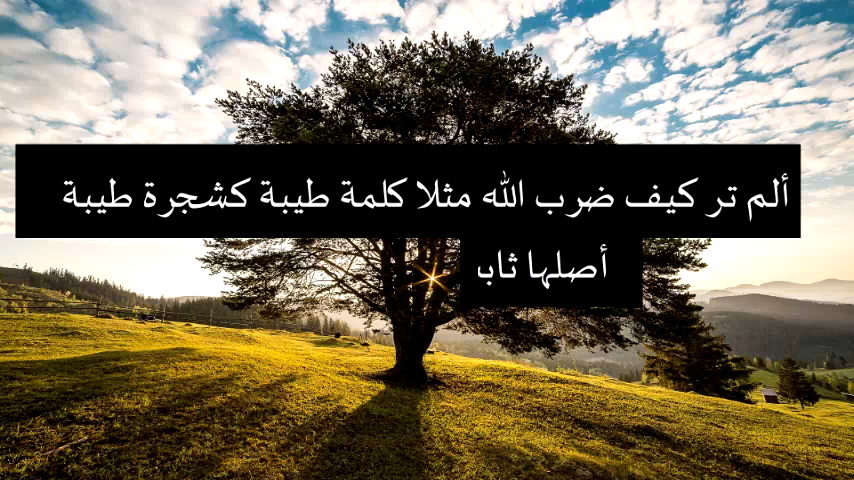 ألم تر كيف ضرب الله مثلا كلمة طيبة كشجرة طيبة
أصلها ثاب